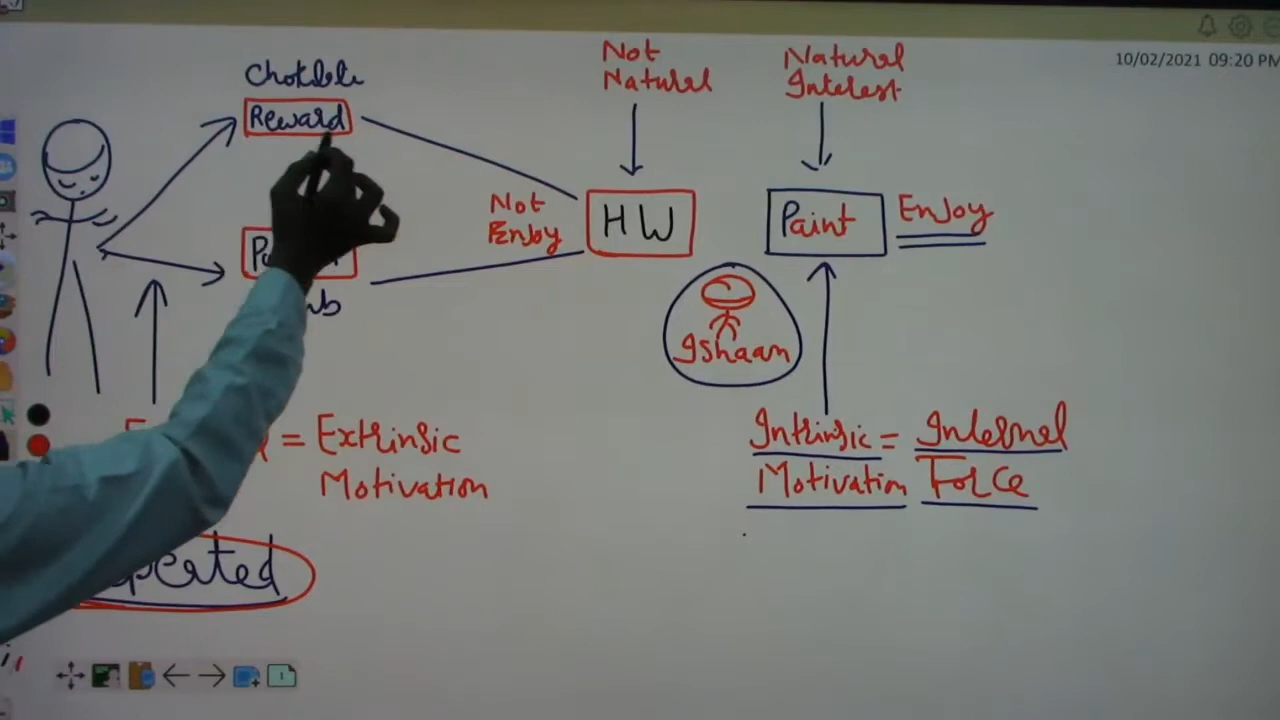 10/02/2021 09:20 PM
Not
Natural
Natural
Interest
Reward
Not
Enjoy
HW
Paint
Enjoy
Ishaan
= Extrinsic
Motivation
Intrinsic = Internal
Motivation Force